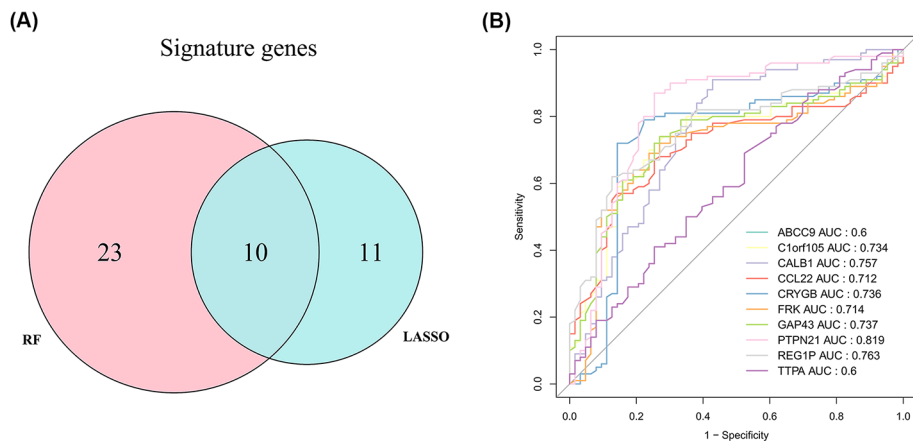 (A)
Signature genes
23
10
11
RF
LASSO
(B)
1.0
0.8
0.6
0.4
0.2
0.0
Sensitivity
ABCC9 AUC : 0.6
C1orf105 AUC : 0.734
CALB1 AUC : 0.757
CCL22 AUC : 0.712
CRYGB AUC : 0.736
FRK AUC : 0.714
GAP43 AUC : 0.737
PTPN21 AUC : 0.819
REG1P AUC : 0.763
TTPA AUC : 0.6
0.0 0.2 0.4 0.6 0.8 1.0
1 − Specificity